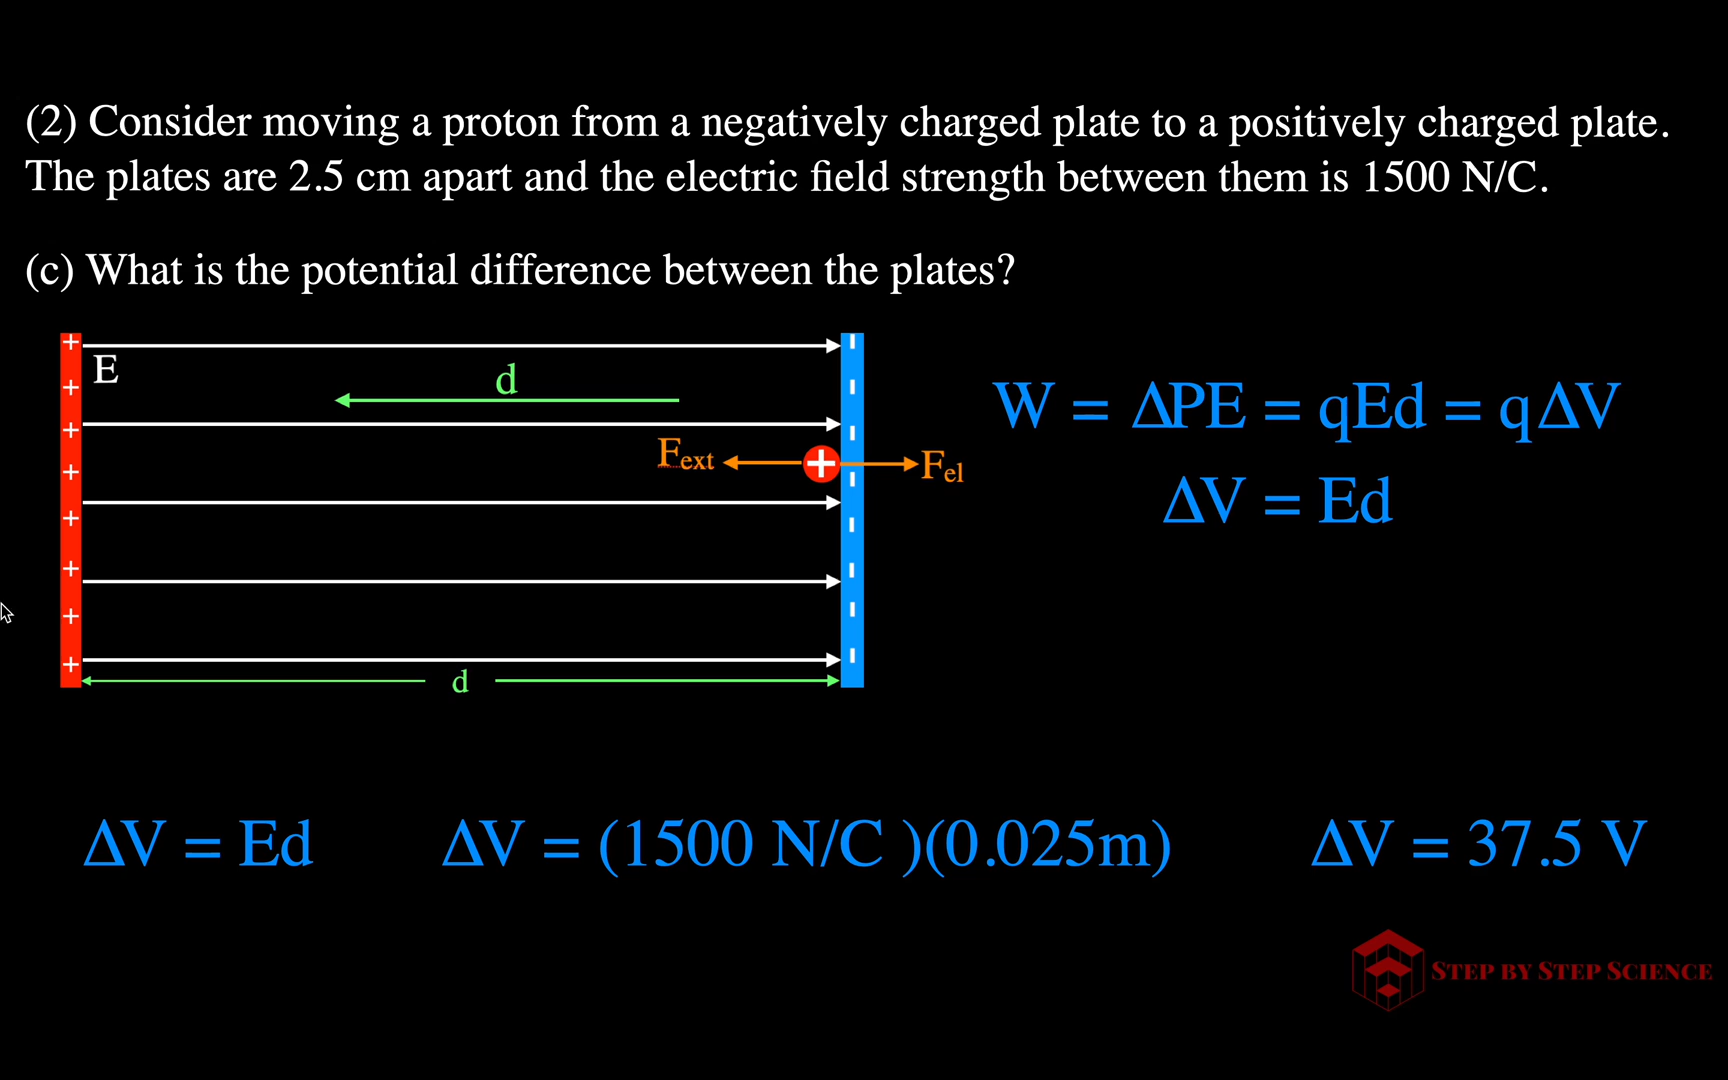 (2) Consider moving a proton from a negatively charged plate to a positively charged plate.
The plates are 2.5 cm apart and the electric field strength between them is 1500 N/C.
(c) What is the potential difference between the plates?
E
d
F_ext
F_el
d
W = ΔPE = qEd = qΔV
ΔV = Ed
ΔV = Ed
ΔV = (1500 N/C )(0.025m)
ΔV = 37.5 V
STEP BY STEP SCIENCE